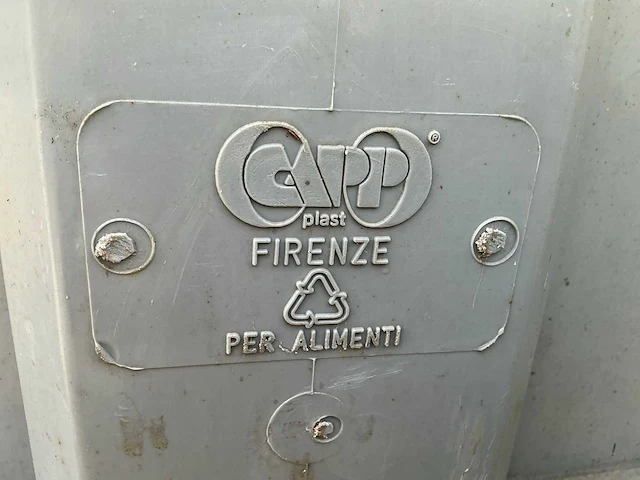 CAPP®
plast
FIRENZE
PER ALIMENTI